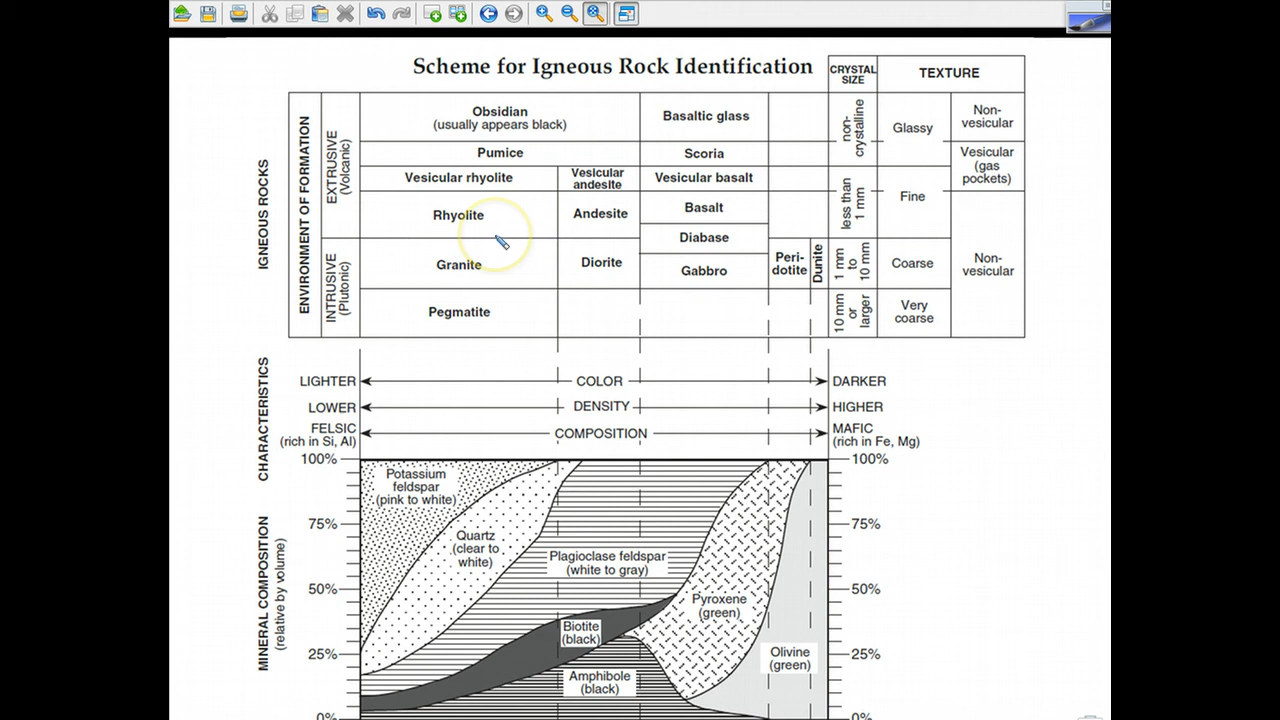 Scheme for Igneous Rock Identification
CRYSTAL
SIZE
TEXTURE
IGNEOUS ROCKS
ENVIRONMENT OF FORMATION
EXTRUSIVE
(Volcanic)
INTRUSIVE
(Plutonic)
Obsidian
(usually appears black)
Basaltic glass
non-
crystalline
Glassy
Non-
vesicular
Pumice
Scoria
Vesicular
(gas
pockets)
Vesicular rhyolite
Vesicular
andesite
Vesicular basalt
less than
1 mm
Fine
Rhyolite
Andesite
Basalt
Diabase
Granite
Diorite
Gabbro
Peri-
dotite
Dunite
1 mm
to
10 mm
Coarse
Non-
vesicular
Pegmatite
10 mm
or
larger
Very
coarse
CHARACTERISTICS
LIGHTER
COLOR
DARKER
LOWER
DENSITY
HIGHER
FELSIC
(rich in Si, Al)
COMPOSITION
MAFIC
(rich in Fe, Mg)
MINERAL COMPOSITION
(relative by volume)
100%
75%
50%
25%
0%
Potassium
feldspar
(pink to white)
Quartz
(clear to
white)
Plagioclase feldspar
(white to gray)
Biotite
(black)
Amphibole
(black)
Pyroxene
(green)
Olivine
(green)
100%
75%
50%
25%
0%